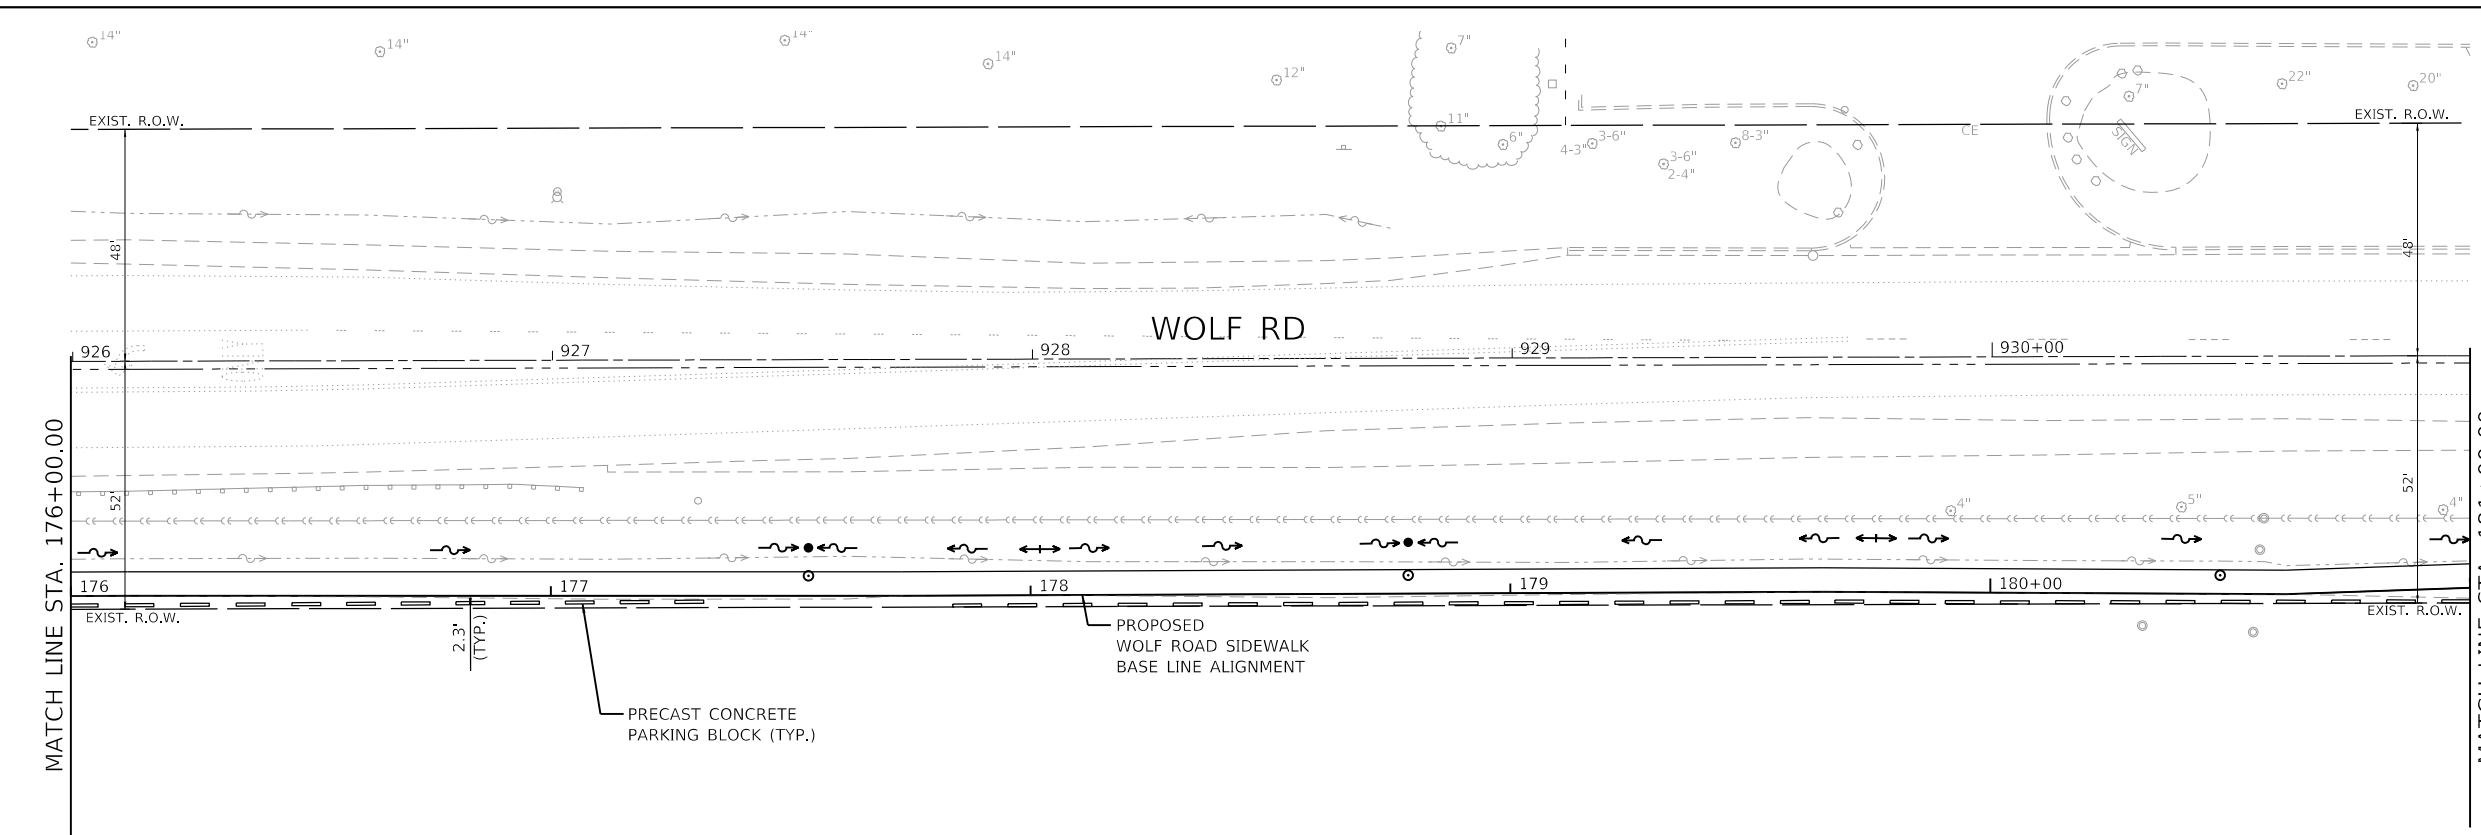 14"
14"
14"
14"
12"
7"
11"
6"
4-3"
3-6"
3-6"
2-4"
8-3"
CE
7"
SIGN
22"
20"
EXIST. R.O.W.
EXIST. R.O.W.
48'
48'
WOLF RD
926
927
928
929
930+00
52'
52'
4"
5"
4"
176
177
178
179
180+00
EXIST. R.O.W.
EXIST. R.O.W.
2.3'
(TYP.)
PROPOSED
WOLF ROAD SIDEWALK
BASE LINE ALIGNMENT
PRECAST CONCRETE
PARKING BLOCK (TYP.)
MATCH LINE STA. 176+00.00